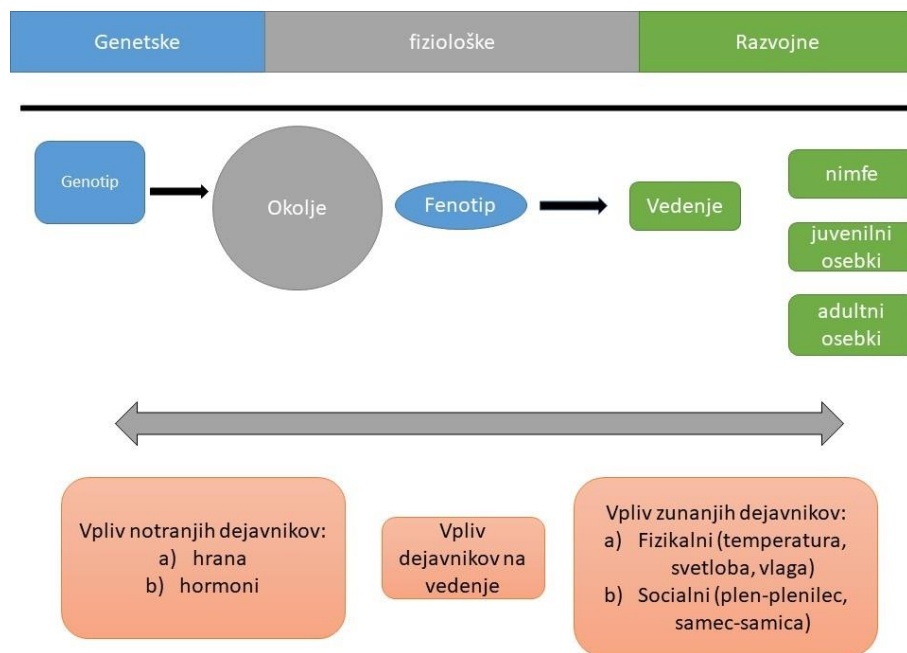 Genetske
fiziološke
Razvojne
Genotip
Okolje
Fenotip
Vedenje
nimfe
juvenilni
osebki
adultni
osebki
Vpliv notranjih dejavnikov:
a) hrana
b) hormoni
Vpliv
dejavnikov na
vedenje
Vpliv zunanjih dejavnikov:
a) Fizikalni (temperatura,
svetloba, vlaga)
b) Socialni (plen-plenilec,
samec-samica)